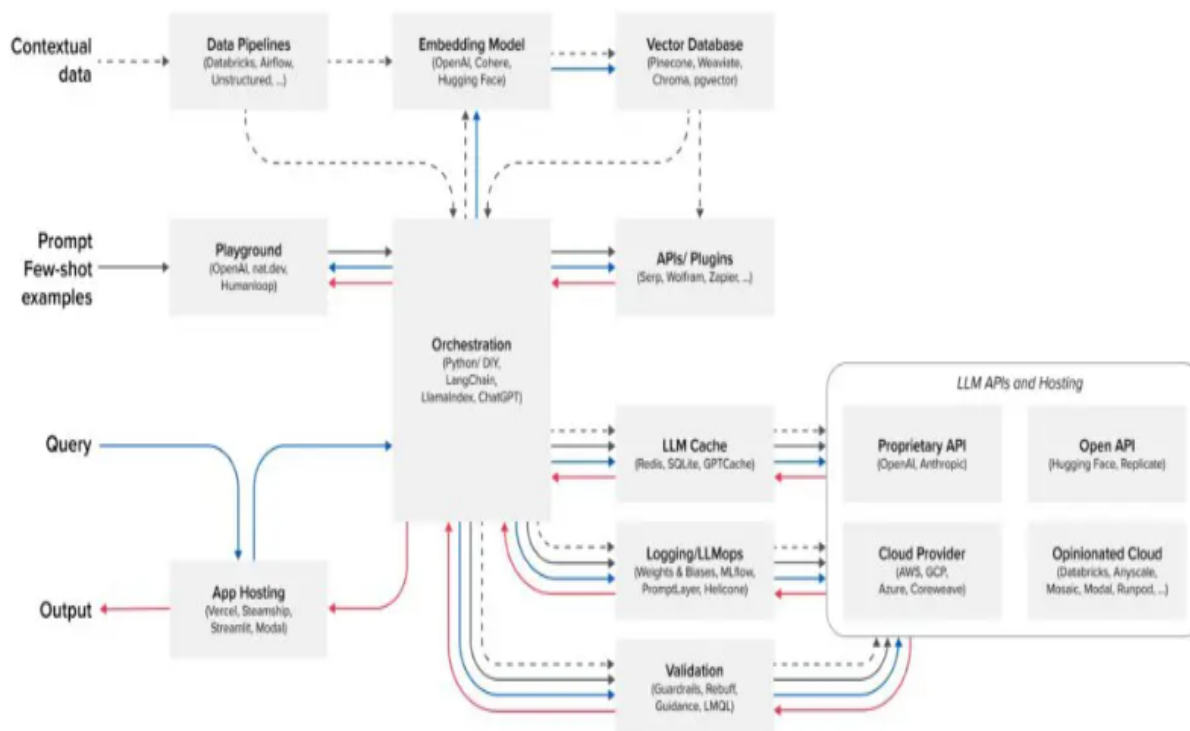 Contextual
data
Data Pipelines
(Databricks, Airflow,
Unstructured, ...)
Embedding Model
(OpenAI, Cohere,
Hugging Face)
Vector Database
(Pinecone, Weaviate,
Chroma, pgvector)
Prompt
Few-shot
examples
Playground
(OpenAI, nat.dev,
Humanloop)
Orchestration
(Python/ DIY,
LangChain,
LlamaIndex, ChatGPT)
APIs/ Plugins
(Serp, Wolfram, Zapier, ...)
Query
LLM Cache
(Redis, SQLite, GPTCache)
LLM APIs and Hosting
Proprietary API
(OpenAI, Anthropic)
Open API
(Hugging Face, Replicate)
Output
App Hosting
(Vercel, Steamship,
Streamlit, Modal)
Logging/LLMops
(Weights & Biases, MLflow,
PromptLayer, Helicone)
Cloud Provider
(AWS, GCP,
Azure, Coreweave)
Opinionated Cloud
(Databricks, Anyscale,
Mosaic, Modal, Runpod, ...)
Validation
(Guardrails, Rebuff,
Guidance, LMQL)